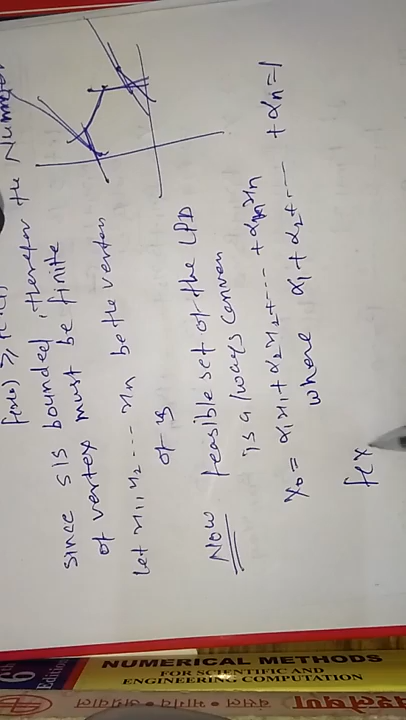 f(x0) ≥
since S is bounded, therefor the Number
of vertex must be finite
Let x1, x2 ... xn be the vertex
of S
Now feasible set of the LPP
is always convex
x0 = α1x1 + α2x2 + ... + αnxn
where α1 + α2 + ... + αn = 1
f(x
6th
Edition
NUMERICAL METHODS
FOR SCIENTIFIC AND
ENGINEERING COMPUTATION